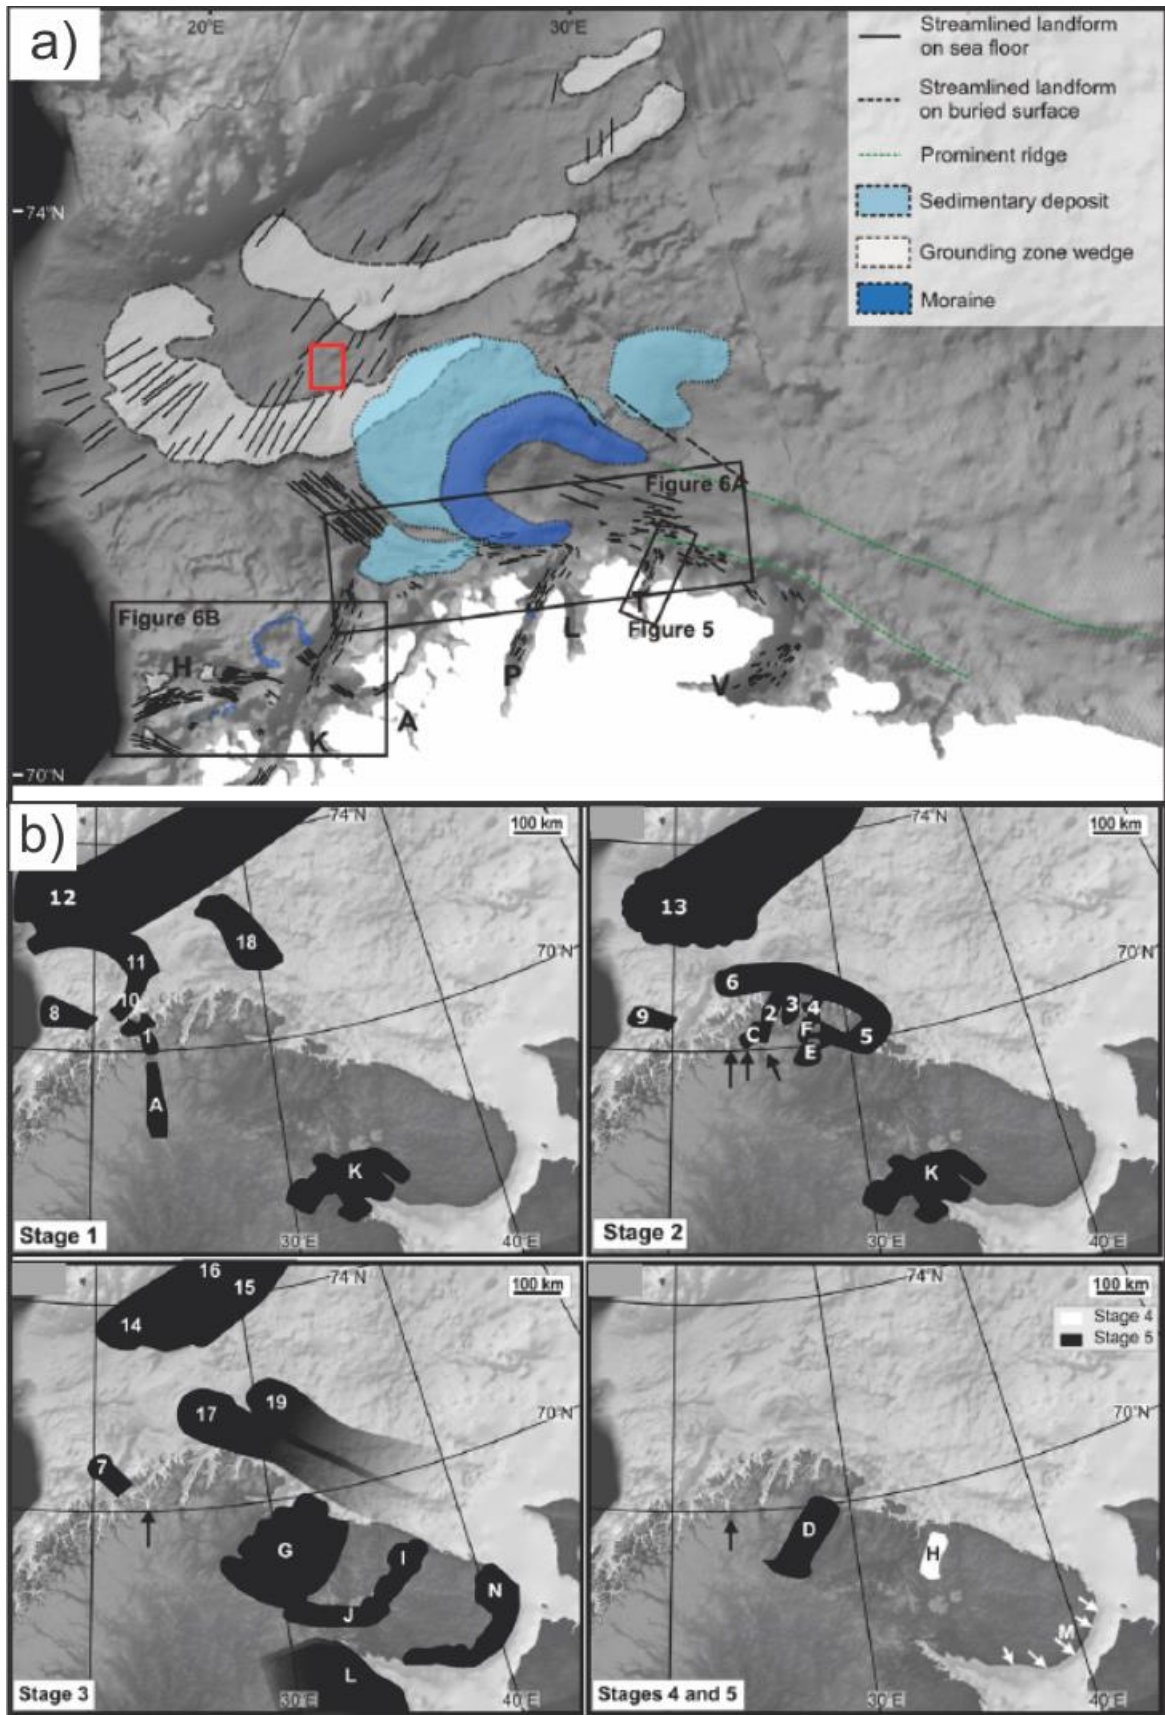 a)
20°E
30°E
Streamlined landform
on sea floor
Streamlined landform
on buried surface
Prominent ridge
Sedimentary deposit
Grounding zone wedge
Moraine
74°N
Figure 6A
Figure 6B
Figure 5
H
T
L
P
V
A
K
70°N
b)
74°N
100 km
12
18
11
10
8
1
A
K
70°N
Stage 1
30°E
40°E
74°N
100 km
13
70°N
6
3
2
4
9
C
F
5
E
K
Stage 2
30°E
40°E
16
15
74°N
100 km
14
19
17
70°N
7
G
I
N
J
L
Stage 3
30°E
40°E
74°N
100 km
Stage 4
Stage 5
70°N
D
H
M
Stages 4 and 5
30°E
40°E